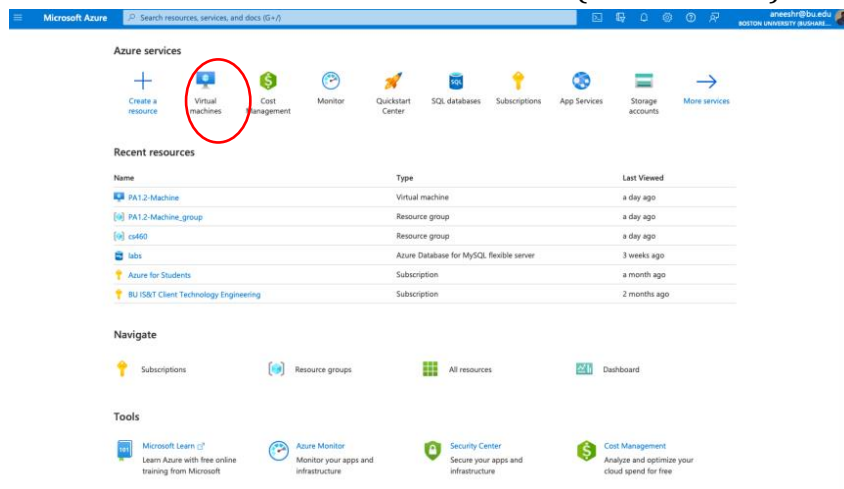 Microsoft Azure
Search resources, services, and docs (G+/)
aneeshr@bu.edu
BOSTON UNIVERSITY (BUSHARE...
Azure services
Create a resource
Virtual machines
Cost Management
Monitor
Quickstart Center
SQL databases
Subscriptions
App Services
Storage accounts
More services
Recent resources
Name Type Last Viewed
PA1.2-Machine Virtual machine a day ago
PA1.2-Machine_group Resource group a day ago
cs460 Resource group a day ago
labs Azure Database for MySQL flexible server 3 weeks ago
Azure for Students Subscription a month ago
BU IS&T Client Technology Engineering Subscription 2 months ago
Navigate
Subscriptions Resource groups All resources Dashboard
Tools
Microsoft Learn
Learn Azure with free online
training from Microsoft
Azure Monitor
Monitor your apps and
infrastructure
Security Center
Secure your apps and
infrastructure
Cost Management
Analyze and optimize your
cloud spend for free